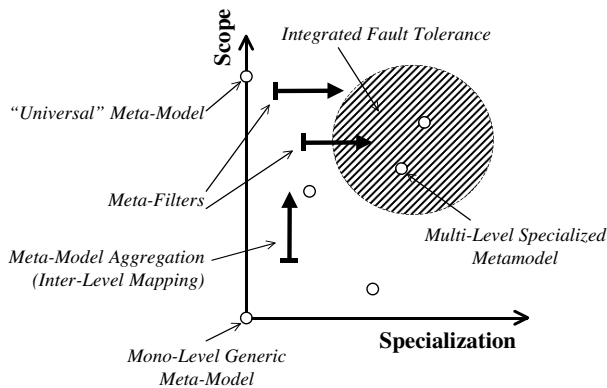 Scope
Integrated Fault Tolerance
“Universal” Meta-Model
Meta-Filters
Multi-Level Specialized
Metamodel
Meta-Model Aggregation
(Inter-Level Mapping)
Specialization
Mono-Level Generic
Meta-Model